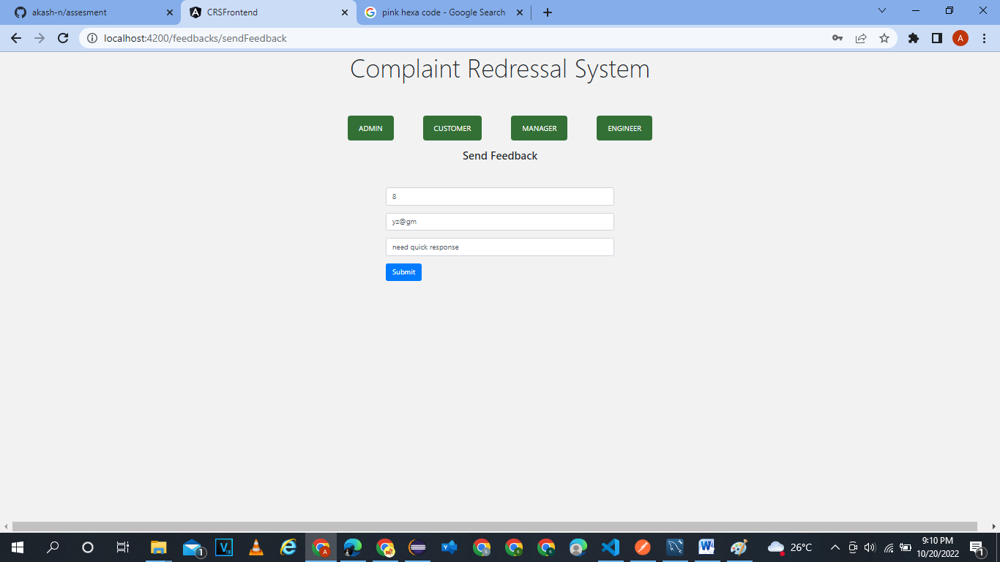 akash-n/assesment
CRSFrontend
pink hexa code - Google Search
localhost:4200/feedbacks/sendFeedback
A
Complaint Redressal System
ADMIN CUSTOMER MANAGER ENGINEER
Send Feedback
8
yz@gm
need quick response
Submit
26°C
9:10 PM
10/20/2022
1